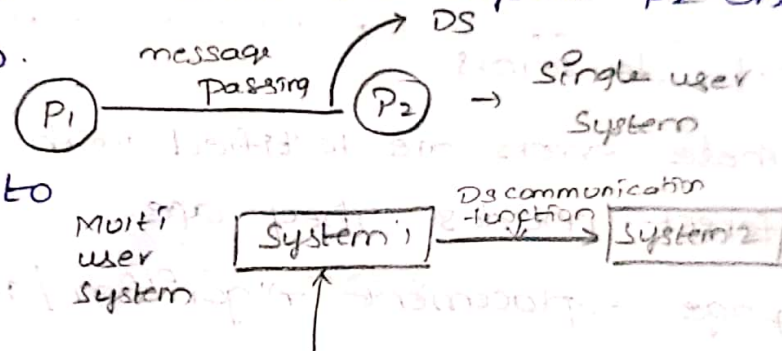 DS
message
passing
P1
P2
→ Single user
System
to
Multi
user
System
System 1
DS communication
function
System 2